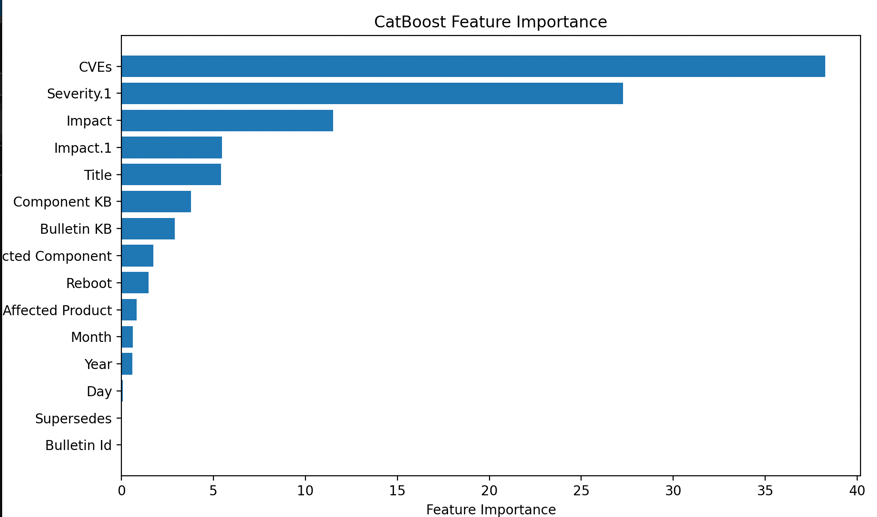 CatBoost Feature Importance
CVEs
Severity.1
Impact
Impact.1
Title
Component KB
Bulletin KB
cted Component
Reboot
Affected Product
Month
Year
Day
Supersedes
Bulletin Id
0 5 10 15 20 25 30 35 40
Feature Importance